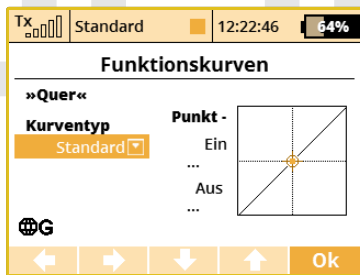 Tx Standard 12:22:46 64%
Funktionskurven
»Quer«
Kurventyp
Standard
Punkt -
Ein
...
Aus
...
G
Ok